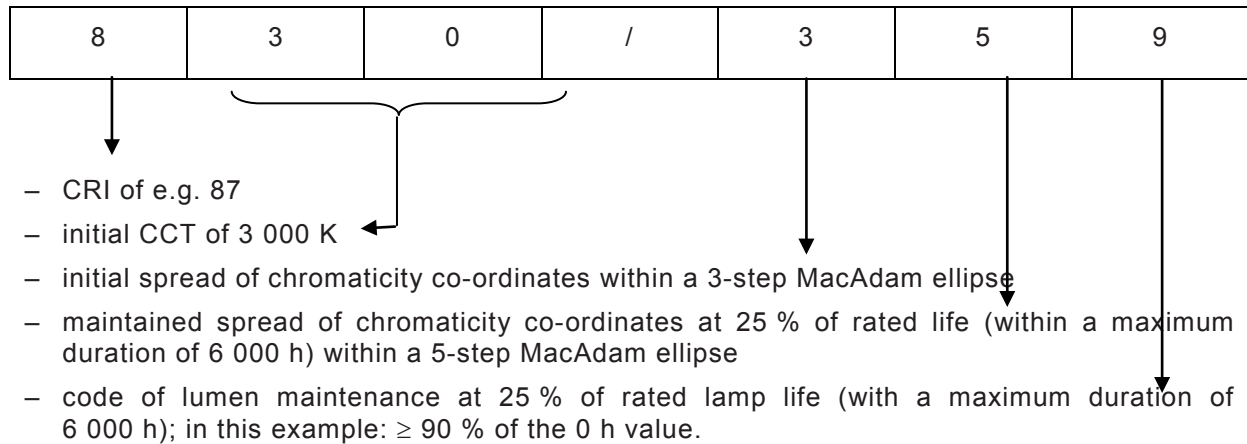 8 3 0 / 3 5 9
– CRI of e.g. 87
– initial CCT of 3 000 K
– initial spread of chromaticity co-ordinates within a 3-step MacAdam ellipse
– maintained spread of chromaticity co-ordinates at 25 % of rated life (within a maximum
duration of 6 000 h) within a 5-step MacAdam ellipse
– code of lumen maintenance at 25 % of rated lamp life (with a maximum duration of
6 000 h); in this example: ≥ 90 % of the 0 h value.